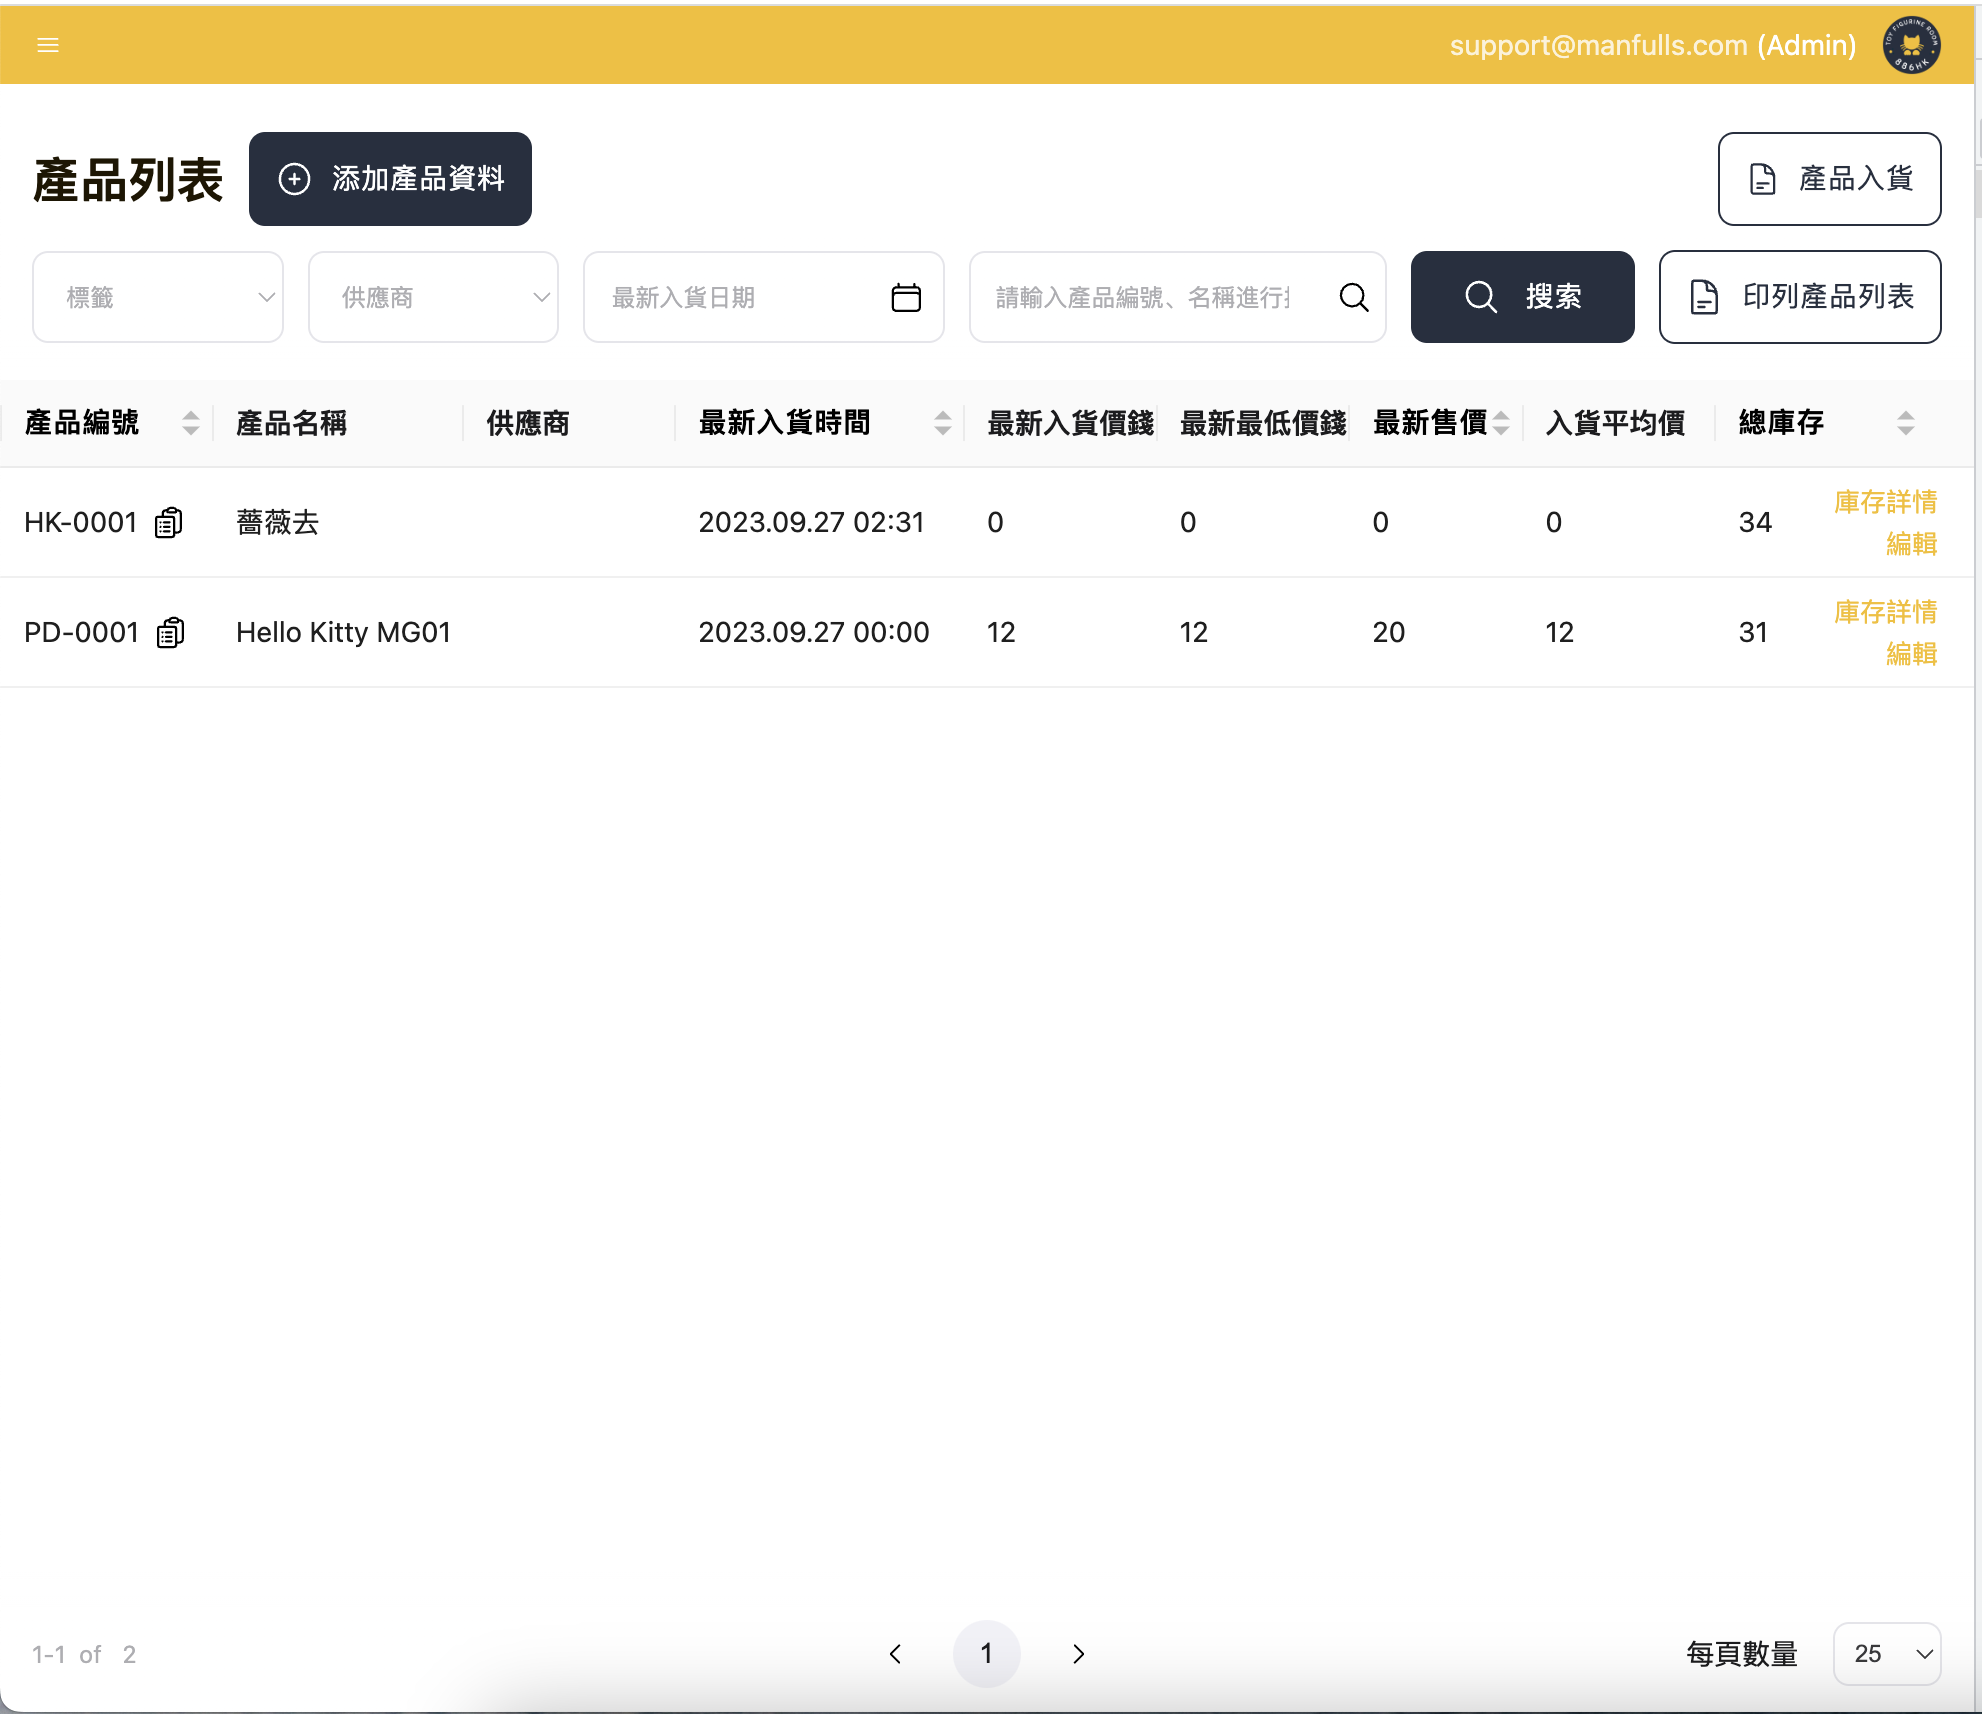 support@manfulls.com (Admin)
TOY FIGURINE ROOM
886HK
產品列表
添加產品資料
產品入貨
標籤
供應商
最新入貨日期
請輸入產品編號、名稱進行
搜索
印列產品列表
產品編號 產品名稱 供應商 最新入貨時間 最新入貨價錢 最新最低價錢 最新售價 入貨平均價 總庫存
HK-0001 薔薇去 2023.09.27 02:31 0 0 0 0 34 庫存詳情
編輯
PD-0001 Hello Kitty MG01 2023.09.27 00:00 12 12 20 12 31 庫存詳情
編輯
1-1 of 2
1
每頁數量
25